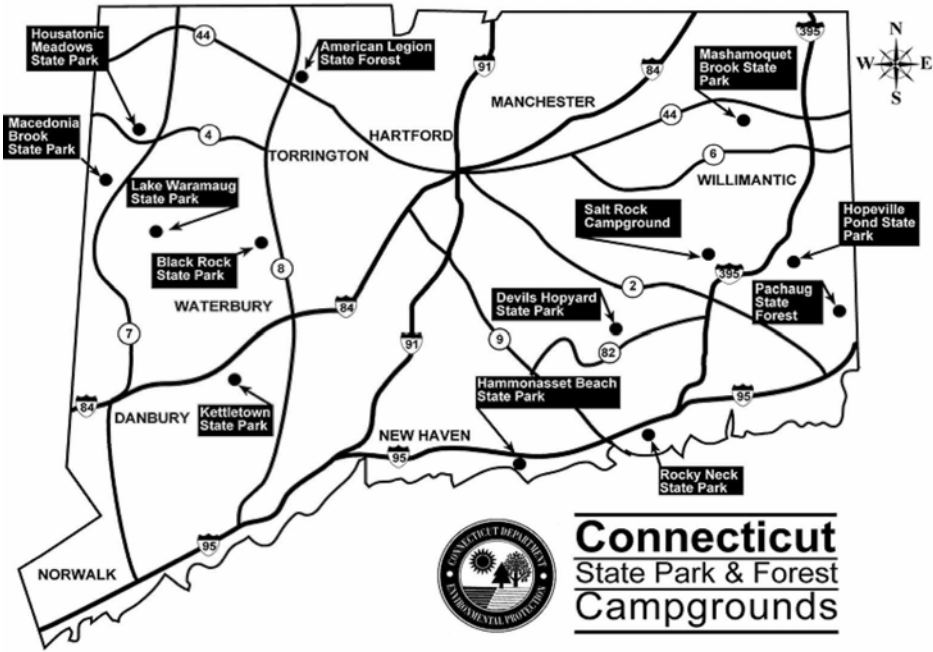 Housatonic
Meadows
State Park
44
American Legion
State Forest
91
84
395
Mashamoquet
Brook State
Park
N
W
E
S
MANCHESTER
Macedonia
Brook
State Park
4
HARTFORD
44
TORRINGTON
6
WILLIMANTIC
Lake Waramaug
State Park
Salt Rock
Campground
Hopeville
Pond State
Park
Black Rock
State Park
8
395
2
Pachaug
State
Forest
WATERBURY
84
Devils Hopyard
State Park
7
91
9
82
84
DANBURY
Kettletown
State Park
Hammonasset Beach
State Park
95
NEW HAVEN
95
Rocky Neck
State Park
95
NORWALK
CONNECTICUT DEPARTMENT
ENVIRONMENTAL PROTECTION
Connecticut
State Park & Forest
Campgrounds